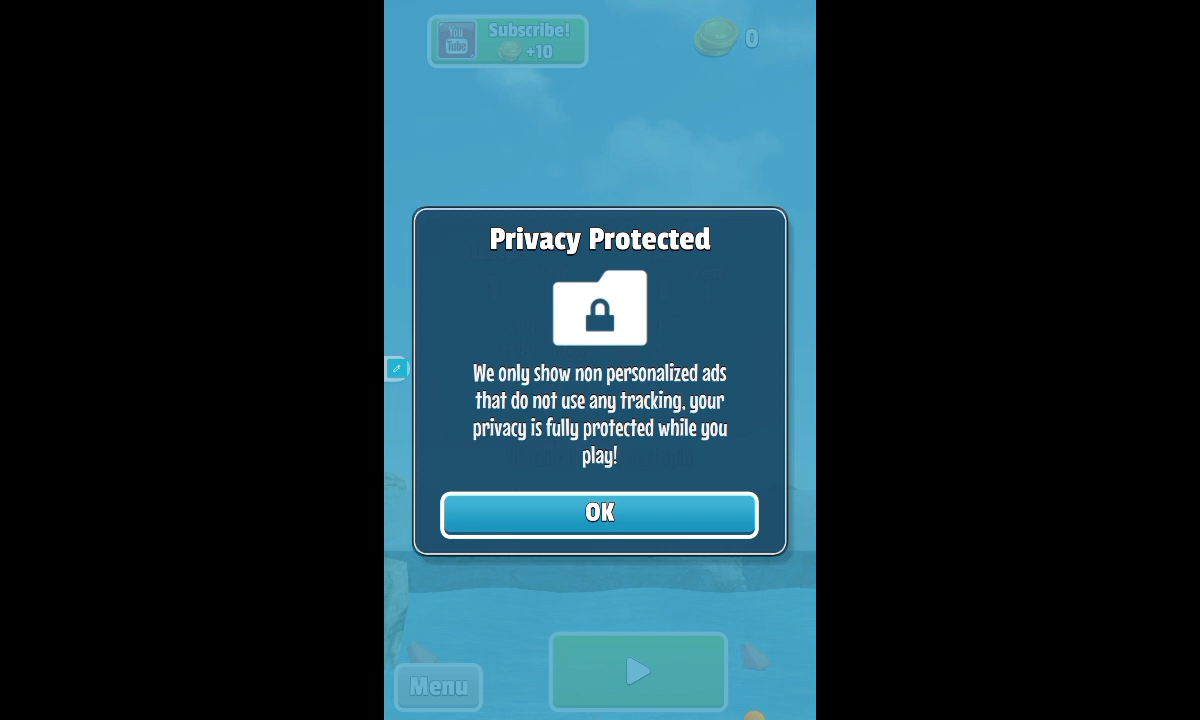 You
Tube
Subscribe!
+10
0
Privacy Protected
We only show non personalized ads
that do not use any tracking, your
privacy is fully protected while you
play!
OK
Menu